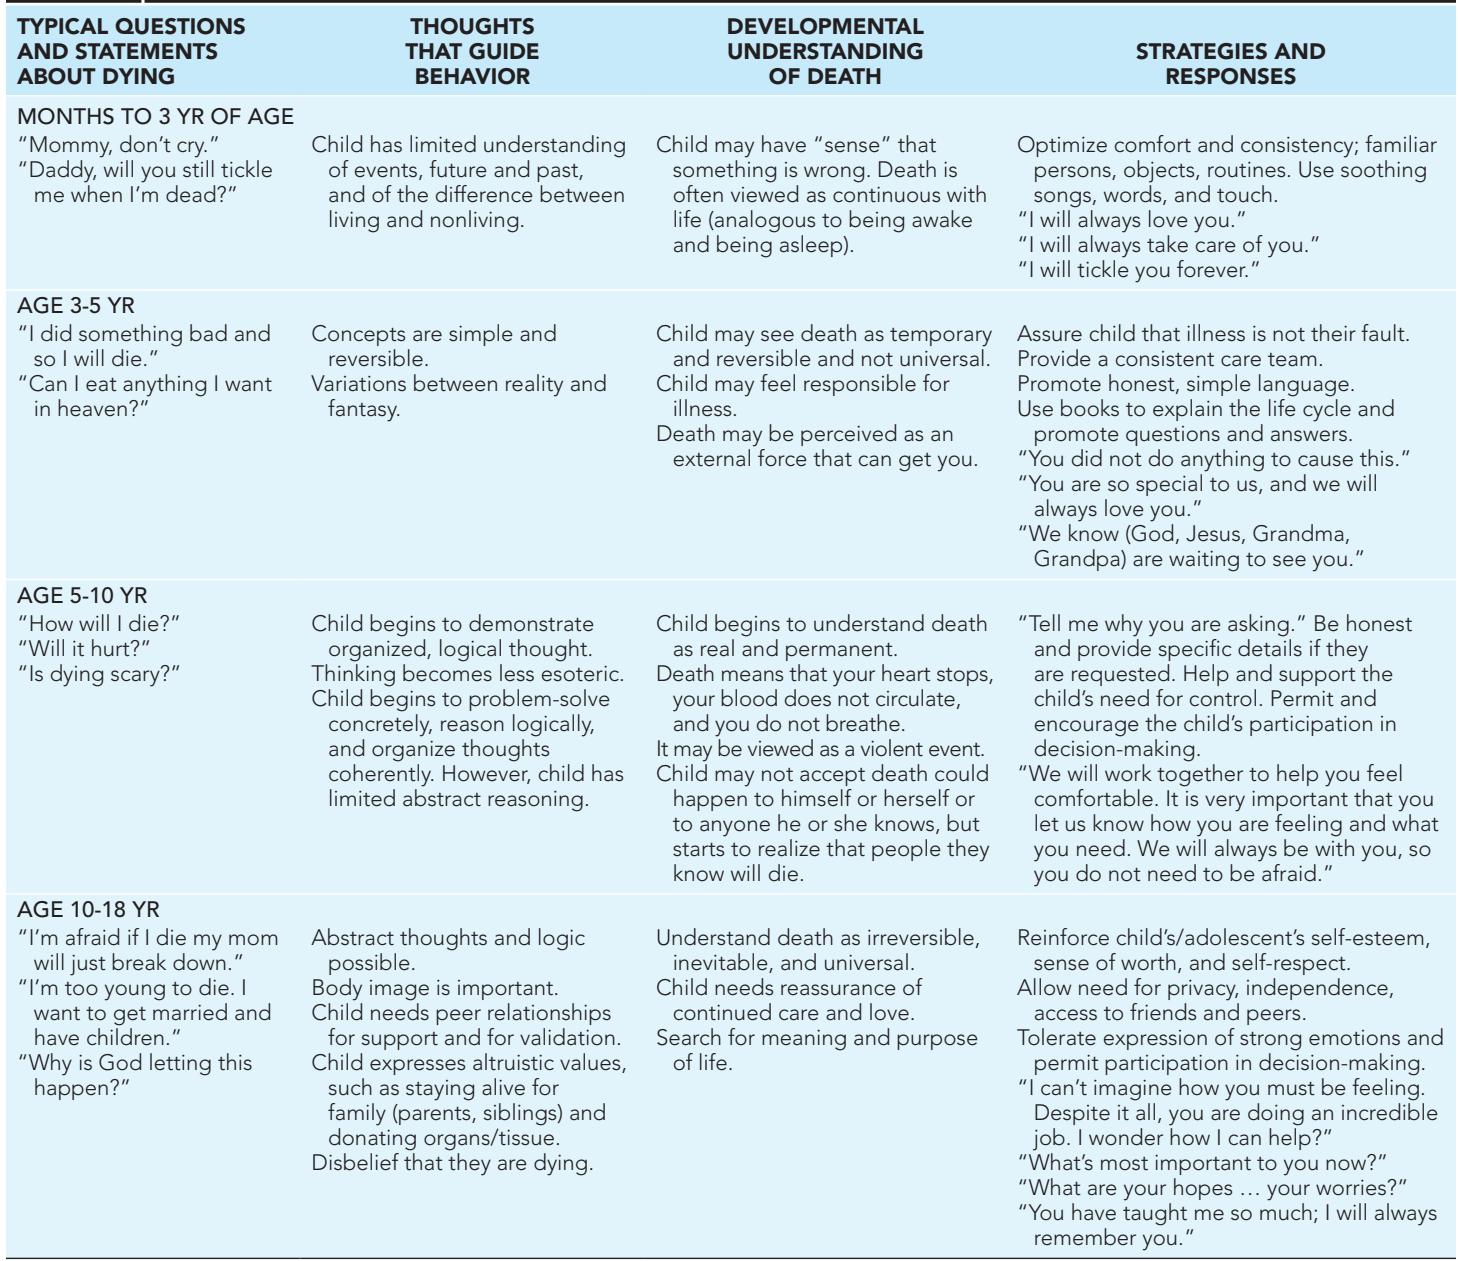 TYPICAL QUESTIONS
AND STATEMENTS
ABOUT DYING
THOUGHTS
THAT GUIDE
BEHAVIOR
DEVELOPMENTAL
UNDERSTANDING
OF DEATH
STRATEGIES AND
RESPONSES
MONTHS TO 3 YR OF AGE
“Mommy, don’t cry.”
“Daddy, will you still tickle
me when I’m dead?”
Child has limited understanding
of events, future and past,
and of the difference between
living and nonliving.
Child may have “sense” that
something is wrong. Death is
often viewed as continuous with
life (analogous to being awake
and being asleep).
Optimize comfort and consistency; familiar
persons, objects, routines. Use soothing
songs, words, and touch.
“I will always love you.”
“I will always take care of you.”
“I will tickle you forever.”
AGE 3-5 YR
“I did something bad and
so I will die.”
“Can I eat anything I want
in heaven?”
Concepts are simple and
reversible.
Variations between reality and
fantasy.
Child may see death as temporary
and reversible and not universal.
Child may feel responsible for
illness.
Death may be perceived as an
external force that can get you.
Assure child that illness is not their fault.
Provide a consistent care team.
Promote honest, simple language.
Use books to explain the life cycle and
promote questions and answers.
“You did not do anything to cause this.”
“You are so special to us, and we will
always love you.”
“We know (God, Jesus, Grandma,
Grandpa) are waiting to see you.”
AGE 5-10 YR
“How will I die?”
“Will it hurt?”
“Is dying scary?”
Child begins to demonstrate
organized, logical thought.
Thinking becomes less esoteric.
Child begins to problem-solve
concretely, reason logically,
and organize thoughts
coherently. However, child has
limited abstract reasoning.
Child begins to understand death
as real and permanent.
Death means that your heart stops,
your blood does not circulate,
and you do not breathe.
It may be viewed as a violent event.
Child may not accept death could
happen to himself or herself or
to anyone he or she knows, but
starts to realize that people they
know will die.
“Tell me why you are asking.” Be honest
and provide specific details if they
are requested. Help and support the
child’s need for control. Permit and
encourage the child’s participation in
decision-making.
“We will work together to help you feel
comfortable. It is very important that you
let us know how you are feeling and what
you need. We will always be with you, so
you do not need to be afraid.”
AGE 10-18 YR
“I’m afraid if I die my mom
will just break down.”
“I’m too young to die. I
want to get married and
have children.”
“Why is God letting this
happen?”
Abstract thoughts and logic
possible.
Body image is important.
Child needs peer relationships
for support and for validation.
Child expresses altruistic values,
such as staying alive for
family (parents, siblings) and
donating organs/tissue.
Disbelief that they are dying.
Understand death as irreversible,
inevitable, and universal.
Child needs reassurance of
continued care and love.
Search for meaning and purpose
of life.
Reinforce child’s/adolescent’s self-esteem,
sense of worth, and self-respect.
Allow need for privacy, independence,
access to friends and peers.
Tolerate expression of strong emotions and
permit participation in decision-making.
“I can’t imagine how you must be feeling.
Despite it all, you are doing an incredible
job. I wonder how I can help?”
“What’s most important to you now?”
“What are your hopes … your worries?”
“You have taught me so much; I will always
remember you.”